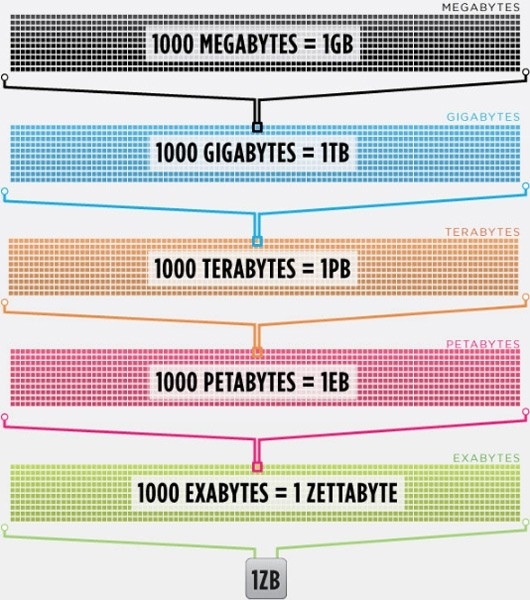 MEGABYTES
1000 MEGABYTES = 1GB
GIGABYTES
1000 GIGABYTES = 1TB
TERABYTES
1000 TERABYTES = 1PB
PETABYTES
1000 PETABYTES = 1EB
EXABYTES
1000 EXABYTES = 1 ZETTABYTE
1ZB